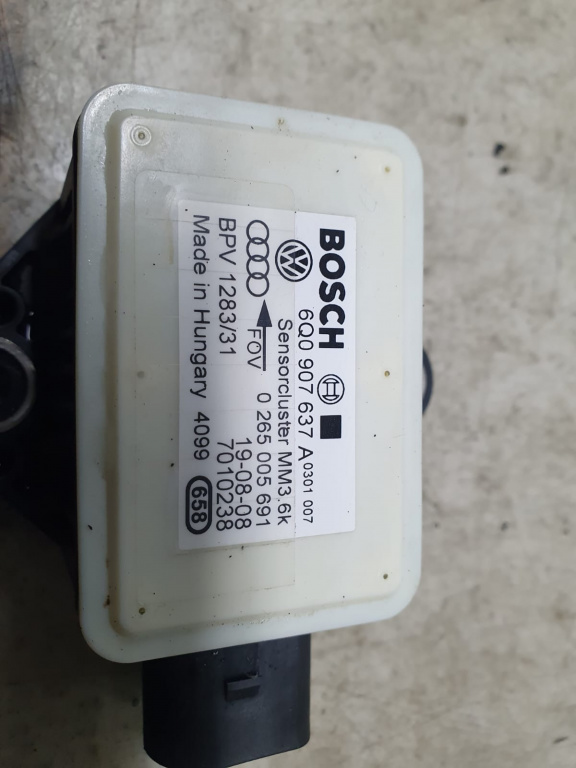 BOSCH
6Q0 907 637 A 0301 007
Sensorcluster MM3.6k
FOV 0 265 005 691
BPV 1283/31 19-08-08
7010238
Made in Hungary 4099 658